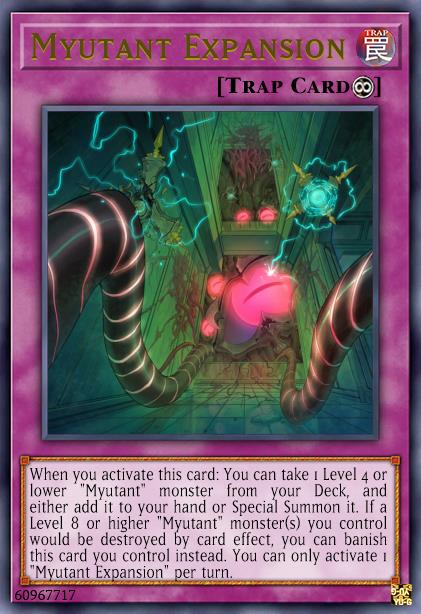 MYUTANT EXPANSION
TRAP
罠
[TRAP CARD∞]
When you activate this card: You can take 1 Level 4 or
lower "Myutant" monster from your Deck, and
either add it to your hand or Special Summon it. If a
Level 8 or higher "Myutant" monster(s) you control
would be destroyed by card effect, you can banish
this card you control instead. You can only activate 1
"Myutant Expansion" per turn.
60967717